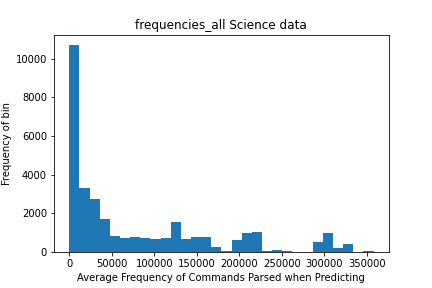 frequencies_all Science data
Frequency of bin
10000
8000
6000
4000
2000
0
0 50000 100000 150000 200000 250000 300000 350000
Average Frequency of Commands Parsed when Predicting